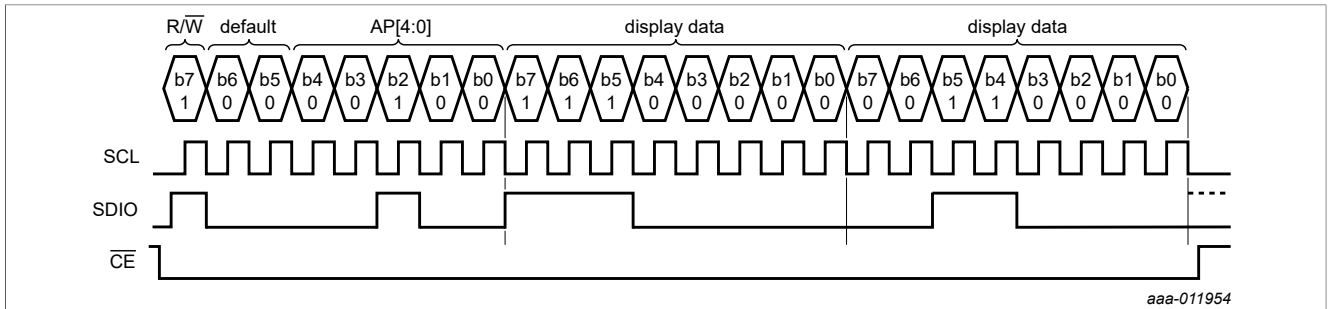 R/W default AP[4:0] display data display data
b7 b6 b5 b4 b3 b2 b1 b0 b7 b6 b5 b4 b3 b2 b1 b0 b7 b6 b5 b4 b3 b2 b1 b0
1 0 0 0 0 1 0 0 1 1 1 0 0 0 0 0 0 0 1 1 0 0 0 0
SCL
SDIO
CE
aaa-011954